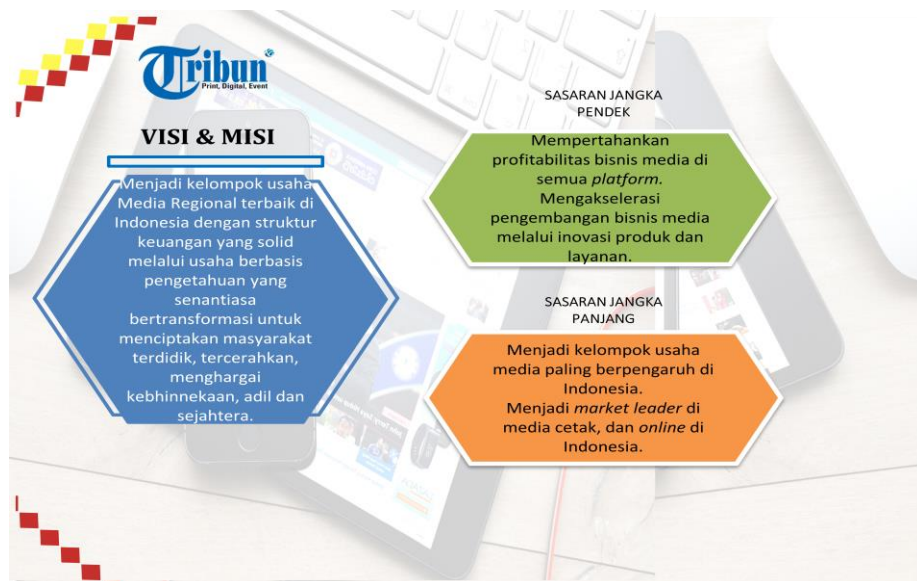 Tribun
Print, Digital, Event
VISI & MISI
Menjadi kelompok usaha
Media Regional terbaik di
Indonesia dengan struktur
keuangan yang solid
melalui usaha berbasis
pengetahuan yang
senantiasa
bertransformasi untuk
menciptakan masyarakat
terdidik, tercerahkan,
menghargai
kebhinnekaan, adil dan
sejahtera.
SASARAN JANGKA
PENDEK
Mempertahankan
profitabilitas bisnis media di
semua platform.
Mengakselerasi
pengembangan bisnis media
melalui inovasi produk dan
layanan.
SASARAN JANGKA
PANJANG
Menjadi kelompok usaha
media paling berpengaruh di
Indonesia.
Menjadi market leader di
media cetak, dan online di
Indonesia.